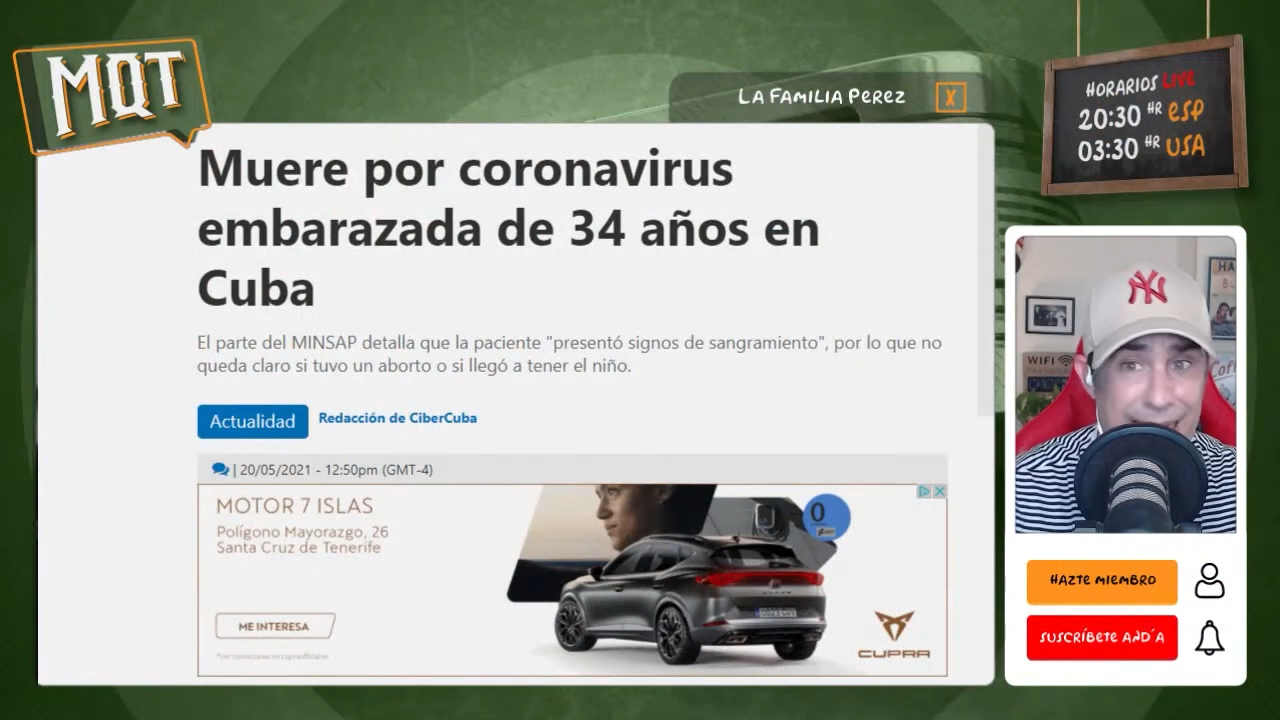 MQT
LA FAMILIA PEREZ
X
HORARIOS LIVE
20:30 HR esp
03:30 HR USA
Muere por coronavirus
embarazada de 34 años en
Cuba
El parte del MINSAP detalla que la paciente "presentó signos de sangramiento", por lo que no
queda claro si tuvo un aborto o si llegó a tener el niño.
Actualidad
Redacción de CiberCuba
| 20/05/2021 - 12:50pm (GMT-4)
MOTOR 7 ISLAS
Polígono Mayorazgo, 26
Santa Cruz de Tenerife
0
ME INTERESA
CUPRA
NY
WIFI
HAZTE MIEMBRO
SUSCRÍBETE AND´A